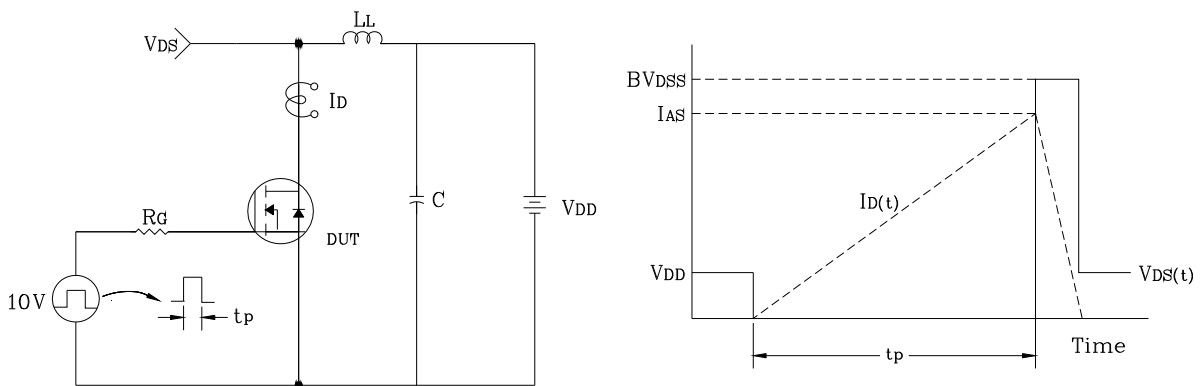 LL
VDS
ID
RG
DUT
C
VDD
10V
tp
BVDSS
IAS
ID(t)
VDD
VDS(t)
tp
Time